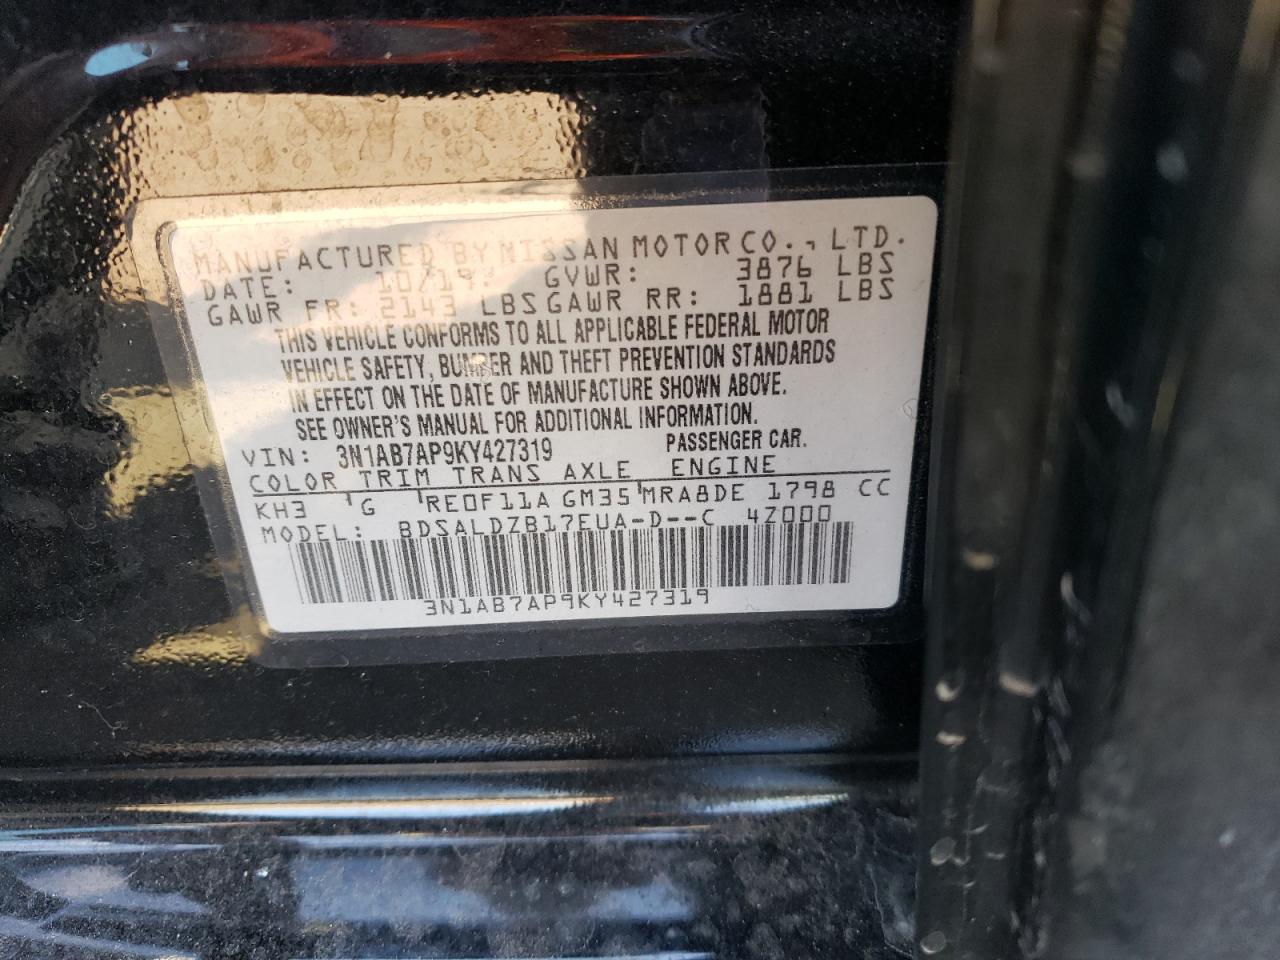 MANUFACTURED BY NISSAN MOTOR CO., LTD.
DATE: 10/19 GVWR: 3876 LBS
GAWR FR: 2143 LBS GAWR RR: 1881 LBS
THIS VEHICLE CONFORMS TO ALL APPLICABLE FEDERAL MOTOR
VEHICLE SAFETY, BUMPER AND THEFT PREVENTION STANDARDS
IN EFFECT ON THE DATE OF MANUFACTURE SHOWN ABOVE.
SEE OWNER'S MANUAL FOR ADDITIONAL INFORMATION.
VIN: 3N1AB7AP9KY427319 PASSENGER CAR.
COLOR TRIM TRANS AXLE ENGINE
KH3 G RE0F11A GM35 MRA8DE 1798 CC
MODEL: BDSALDZB17EUA-D--C 4Z000
3N1AB7AP9KY427319